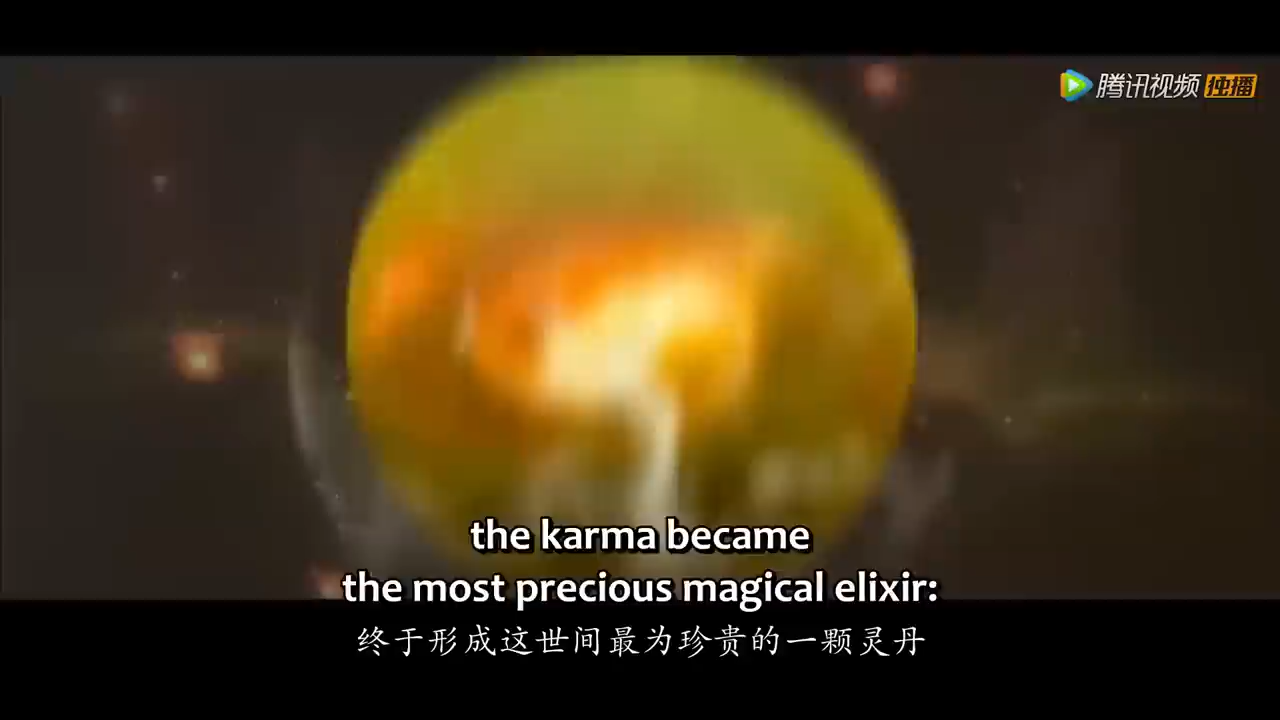 腾讯视频 独播
the karma became
the most precious magical elixir:
终于形成这世间最为珍贵的一颗灵丹